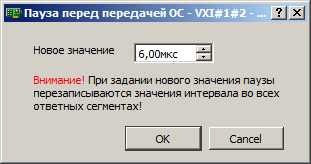 Пауза перед передачей ОС - VXI#1#2 - ...
Новое значение
6,00мкс
Внимание! При задании нового значения паузы
перезаписываются значения интервала во всех
ответных сегментах!
OK
Cancel